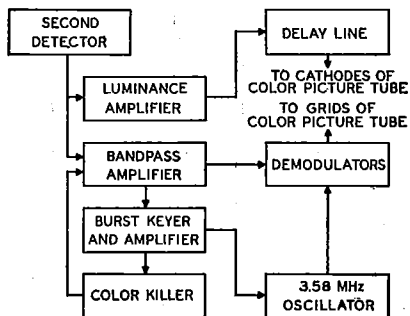 SECOND
DETECTOR
DELAY LINE
TO CATHODES OF
COLOR PICTURE TUBE
LUMINANCE
AMPLIFIER
TO GRIDS OF
COLOR PICTURE TUBE
BANDPASS
AMPLIFIER
DEMODULATORS
BURST KEYER
AND AMPLIFIER
COLOR KILLER
3.58 MHz
OSCILLATOR